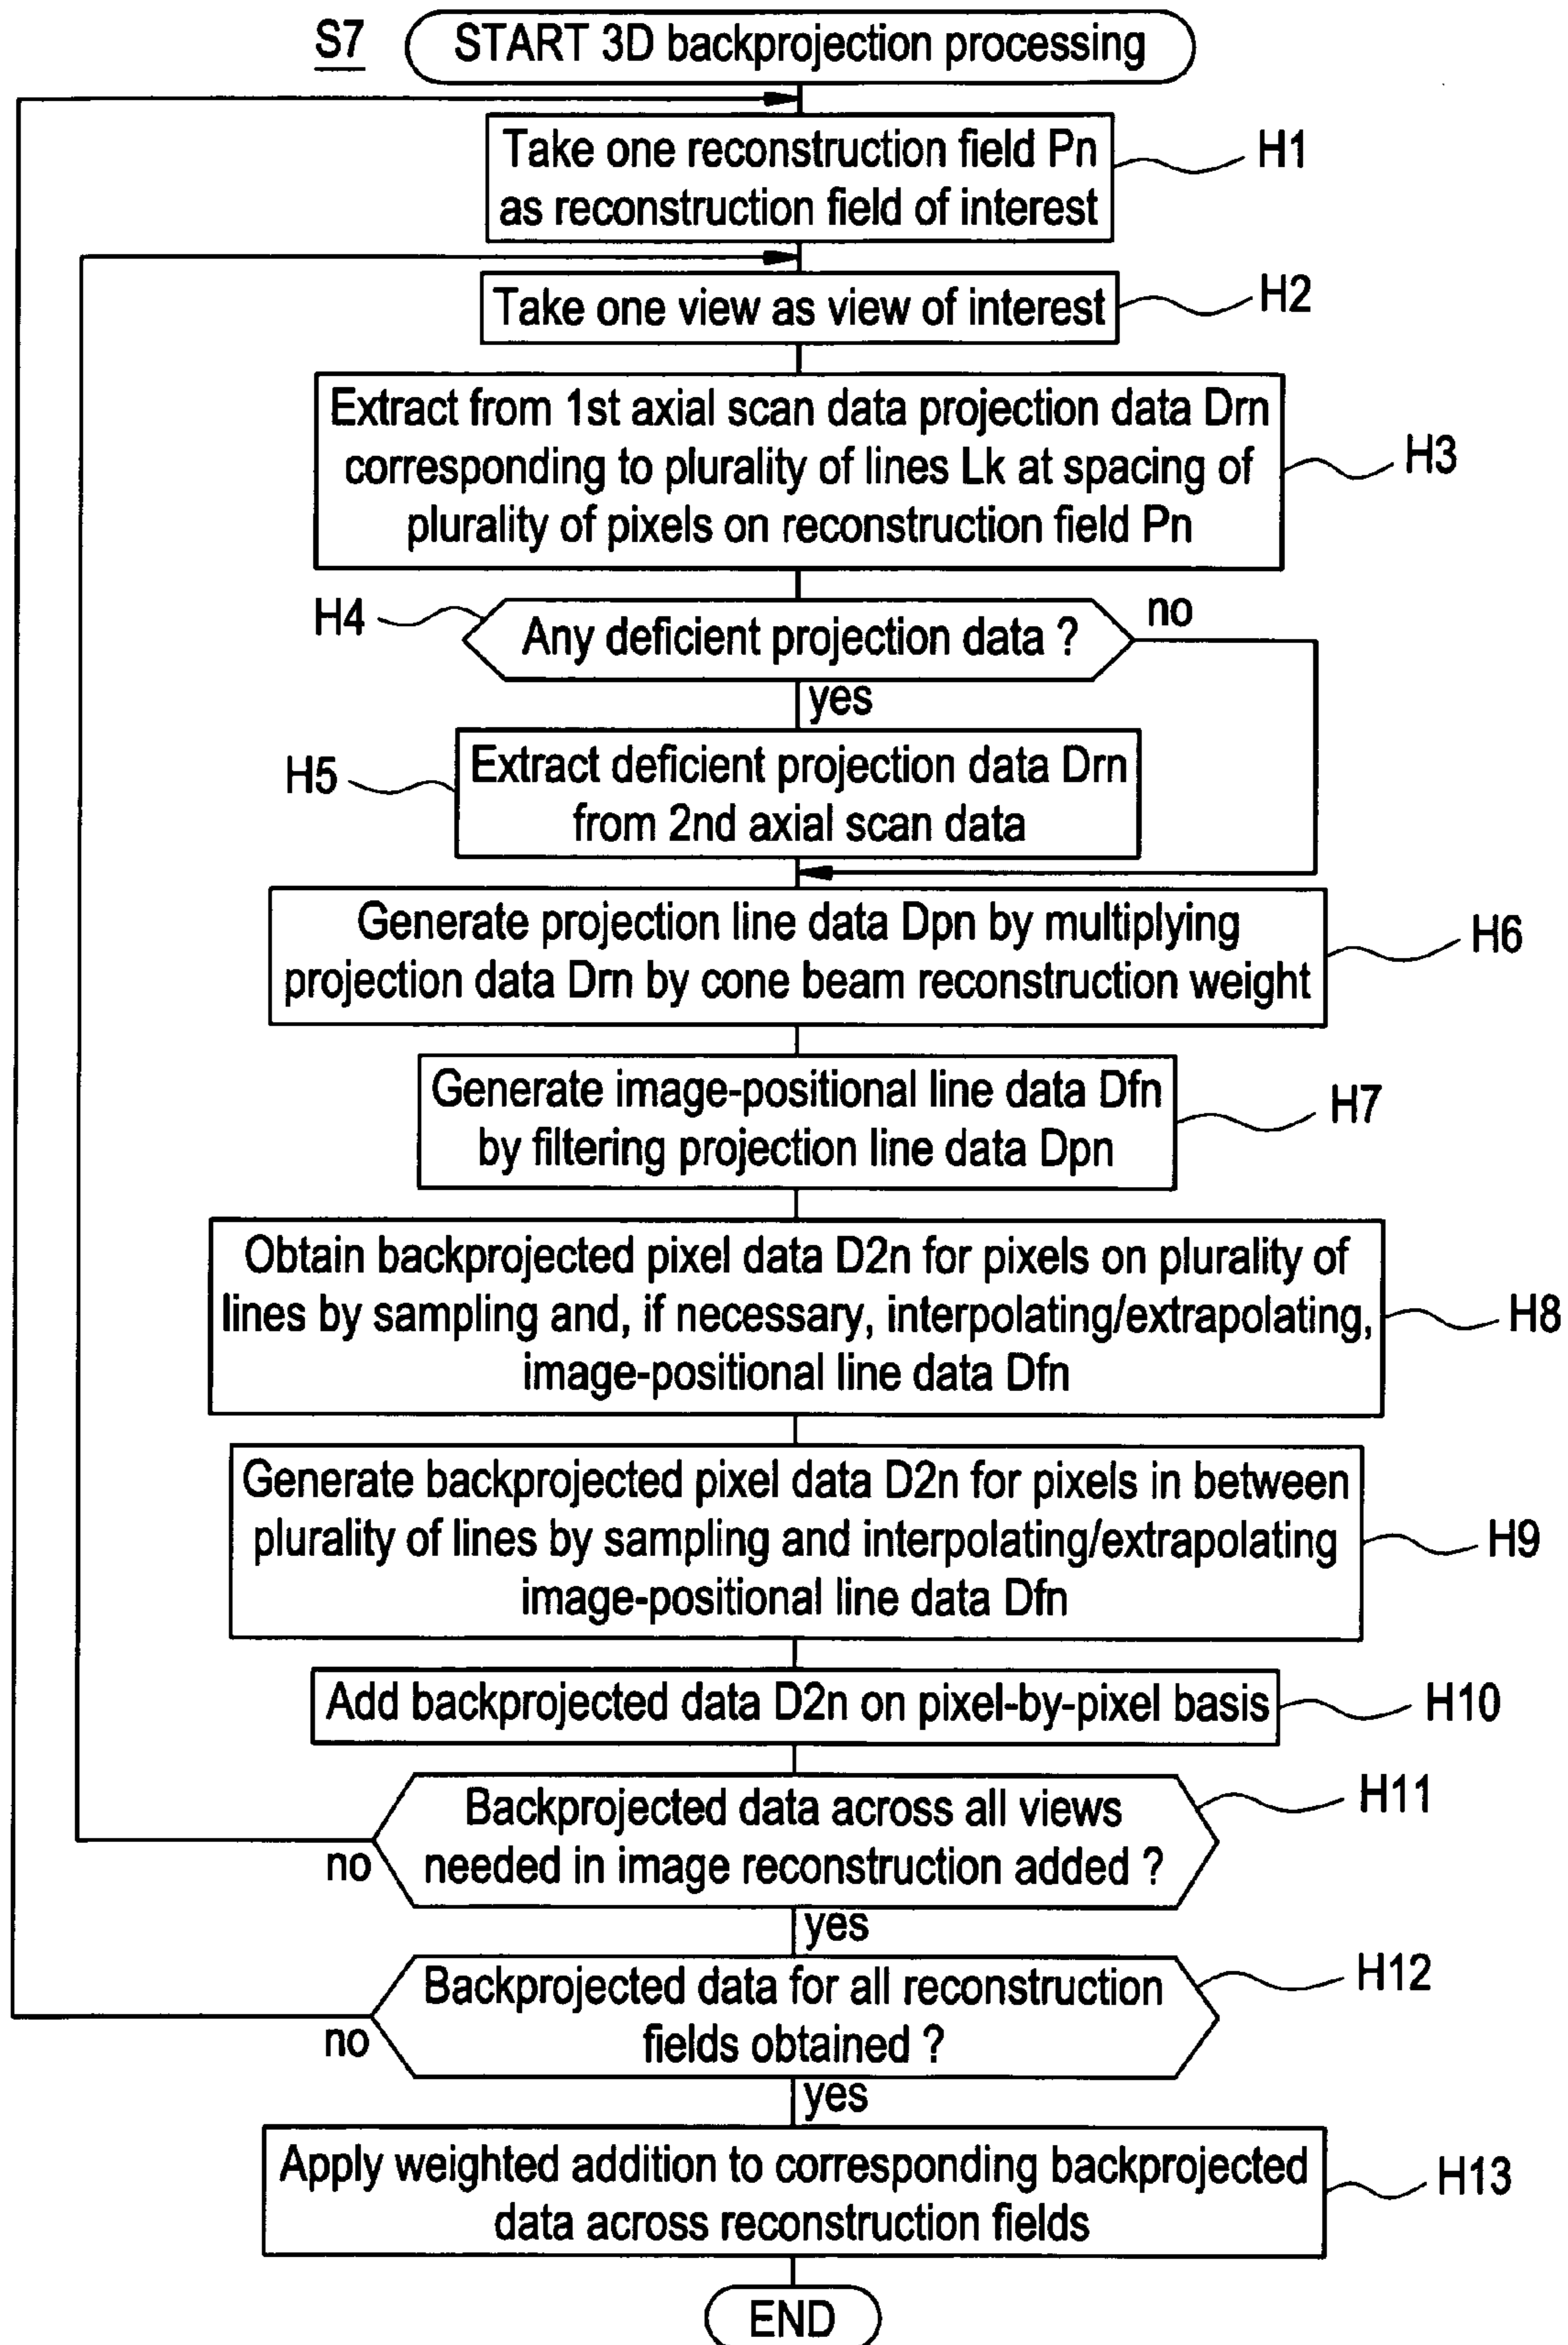 S7
START 3D backprojection processing
Take one reconstruction field Pn
as reconstruction field of interest
H1
Take one view as view of interest
H2
Extract from 1st axial scan data projection data Drn
corresponding to plurality of lines Lk at spacing of
plurality of pixels on reconstruction field Pn
H3
H4
Any deficient projection data ?
no
yes
H5
Extract deficient projection data Drn
from 2nd axial scan data
Generate projection line data Dpn by multiplying
projection data Drn by cone beam reconstruction weight
H6
Generate image-positional line data Dfn
by filtering projection line data Dpn
H7
Obtain backprojected pixel data D2n for pixels on plurality of
lines by sampling and, if necessary, interpolating/extrapolating,
image-positional line data Dfn
H8
Generate backprojected pixel data D2n for pixels in between
plurality of lines by sampling and interpolating/extrapolating
image-positional line data Dfn
H9
Add backprojected data D2n on pixel-by-pixel basis
H10
Backprojected data across all views
needed in image reconstruction added ?
H11
no
yes
Backprojected data for all reconstruction
fields obtained ?
H12
no
yes
Apply weighted addition to corresponding backprojected
data across reconstruction fields
H13
END